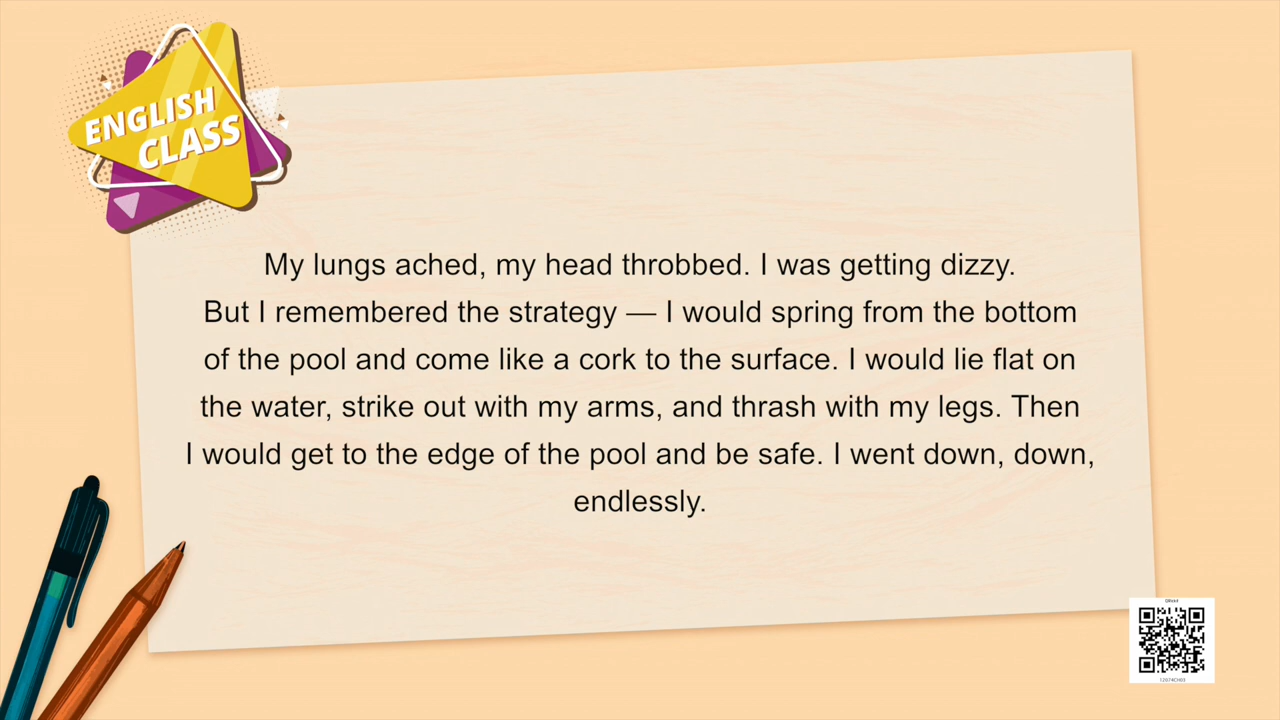 ENGLISH
CLASS
My lungs ached, my head throbbed. I was getting dizzy.
But I remembered the strategy — I would spring from the bottom
of the pool and come like a cork to the surface. I would lie flat on
the water, strike out with my arms, and thrash with my legs. Then
I would get to the edge of the pool and be safe. I went down, down,
endlessly.